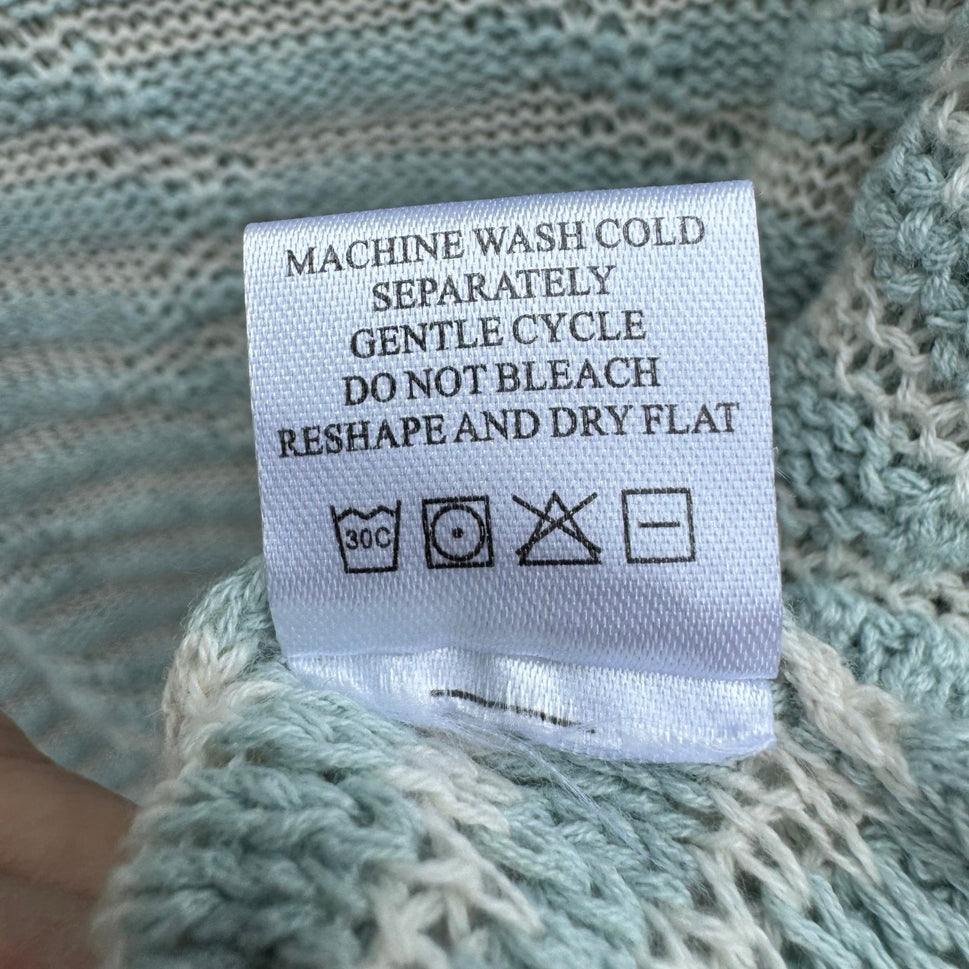 MACHINE WASH COLD
SEPARATELY
GENTLE CYCLE
DO NOT BLEACH
RESHAPE AND DRY FLAT
30C